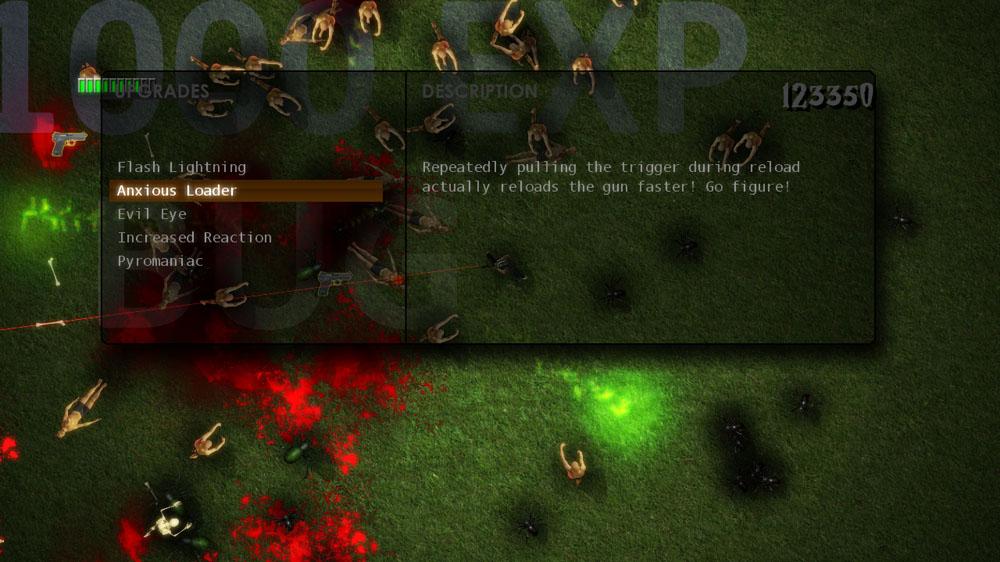 1000 EXP
UPGRADES
DESCRIPTION
123350
Flash Lightning
Anxious Loader
Evil Eye
Increased Reaction
Pyromaniac
Repeatedly pulling the trigger during reload
actually reloads the gun faster! Go figure!
BUG